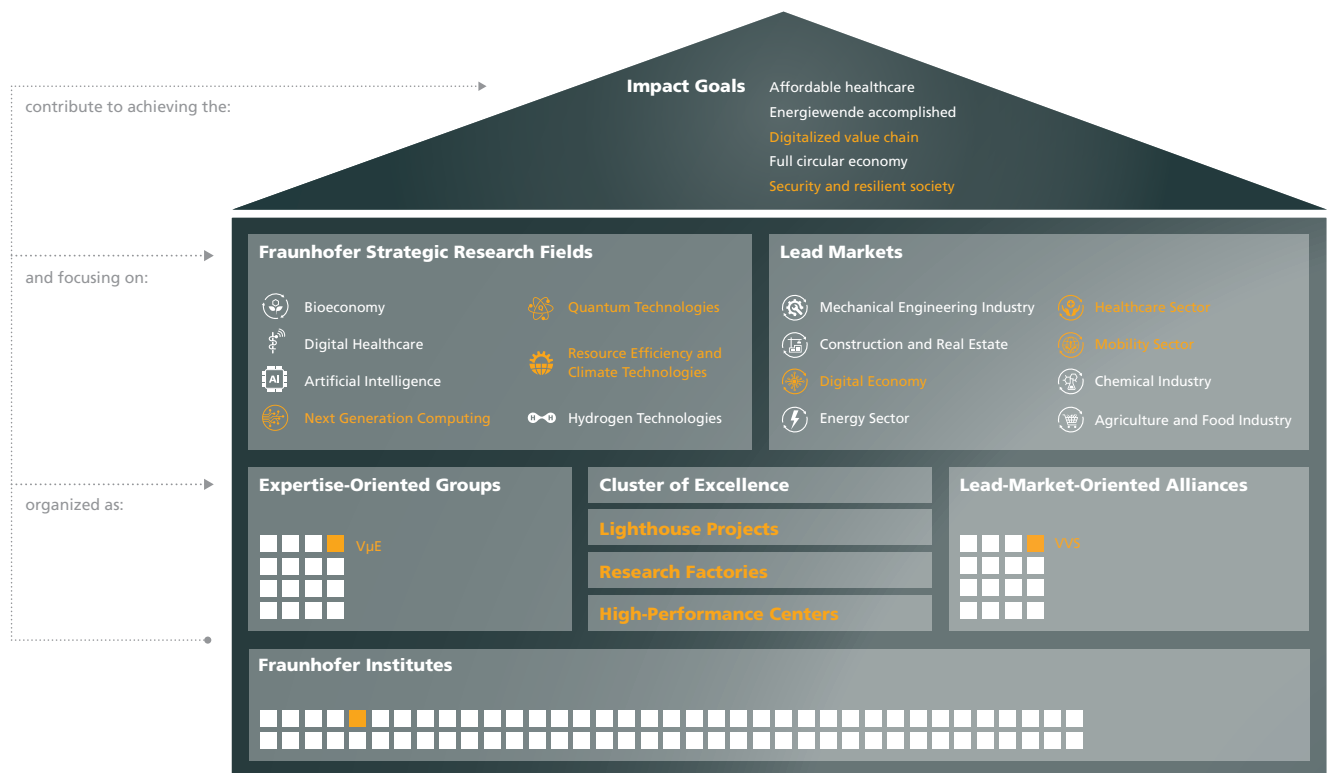 Impact Goals
Affordable healthcare
contribute to achieving the:
Energiewende accomplished
Digitalized value chain
Full circular economy
Security and resilient society
and focusing on:
Fraunhofer Strategic Research Fields
Bioeconomy
Digital Healthcare
AI
Artificial Intelligence
Next Generation Computing
Quantum Technologies
Resource Efficiency and
Climate Technologies
H H
Hydrogen Technologies
Lead Markets
Mechanical Engineering Industry
Construction and Real Estate
Digital Economy
Energy Sector
Healthcare Sector
Mobility Sector
Chemical Industry
Agriculture and Food Industry
organized as:
Expertise-Oriented Groups
VµE
Cluster of Excellence
Lighthouse Projects
Research Factories
High-Performance Centers
Lead-Market-Oriented Alliances
VVS
Fraunhofer Institutes